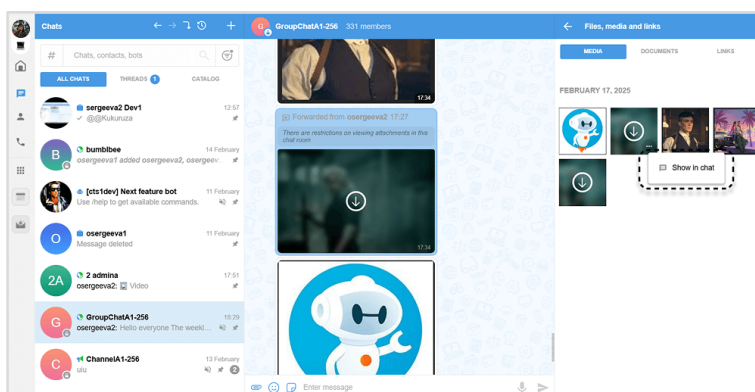 Chats
GroupChatA1-256
331 members
Files, media and links
# Chats, contacts, bots
ALL CHATS
THREADS 1
CATALOG
sergeeva2 Dev1
12:57
@@Kukuruza
B
bumblbee
14 February
osergeeva1 added osergeeva2, osergeev...
[cts1dev] Next feature bot
11 February
Use /help to get available commands.
O
osergeeva1
11 February
Message deleted
2A
2 admina
17:51
osergeeva2: Video
G
GroupChatA1-256
18:29
osergeeva2: Hello everyone The weekl...
C
ChannelA1-256
13 February
uiu
2
G
17:34
Forwarded from osergeeva2 17:27
There are restrictions on viewing attachments in this
chat room
17:34
Enter message
MEDIA
DOCUMENTS
LINKS
FEBRUARY 17, 2025
Show in chat